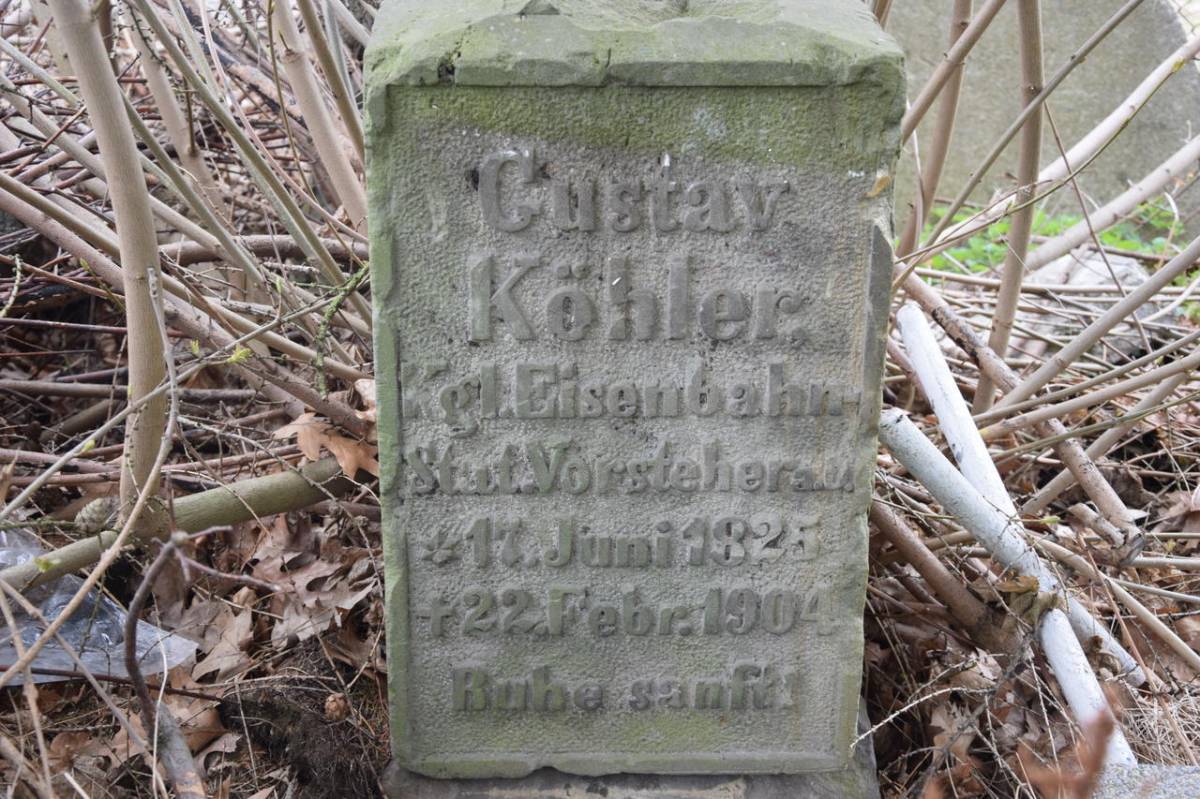 Gustav
Köhler.
Kgl. Eisenbahn-
Stat. Vorsteher a.D.
* 17. Juni 1825
† 22. Febr. 1904
Ruhe sanft!